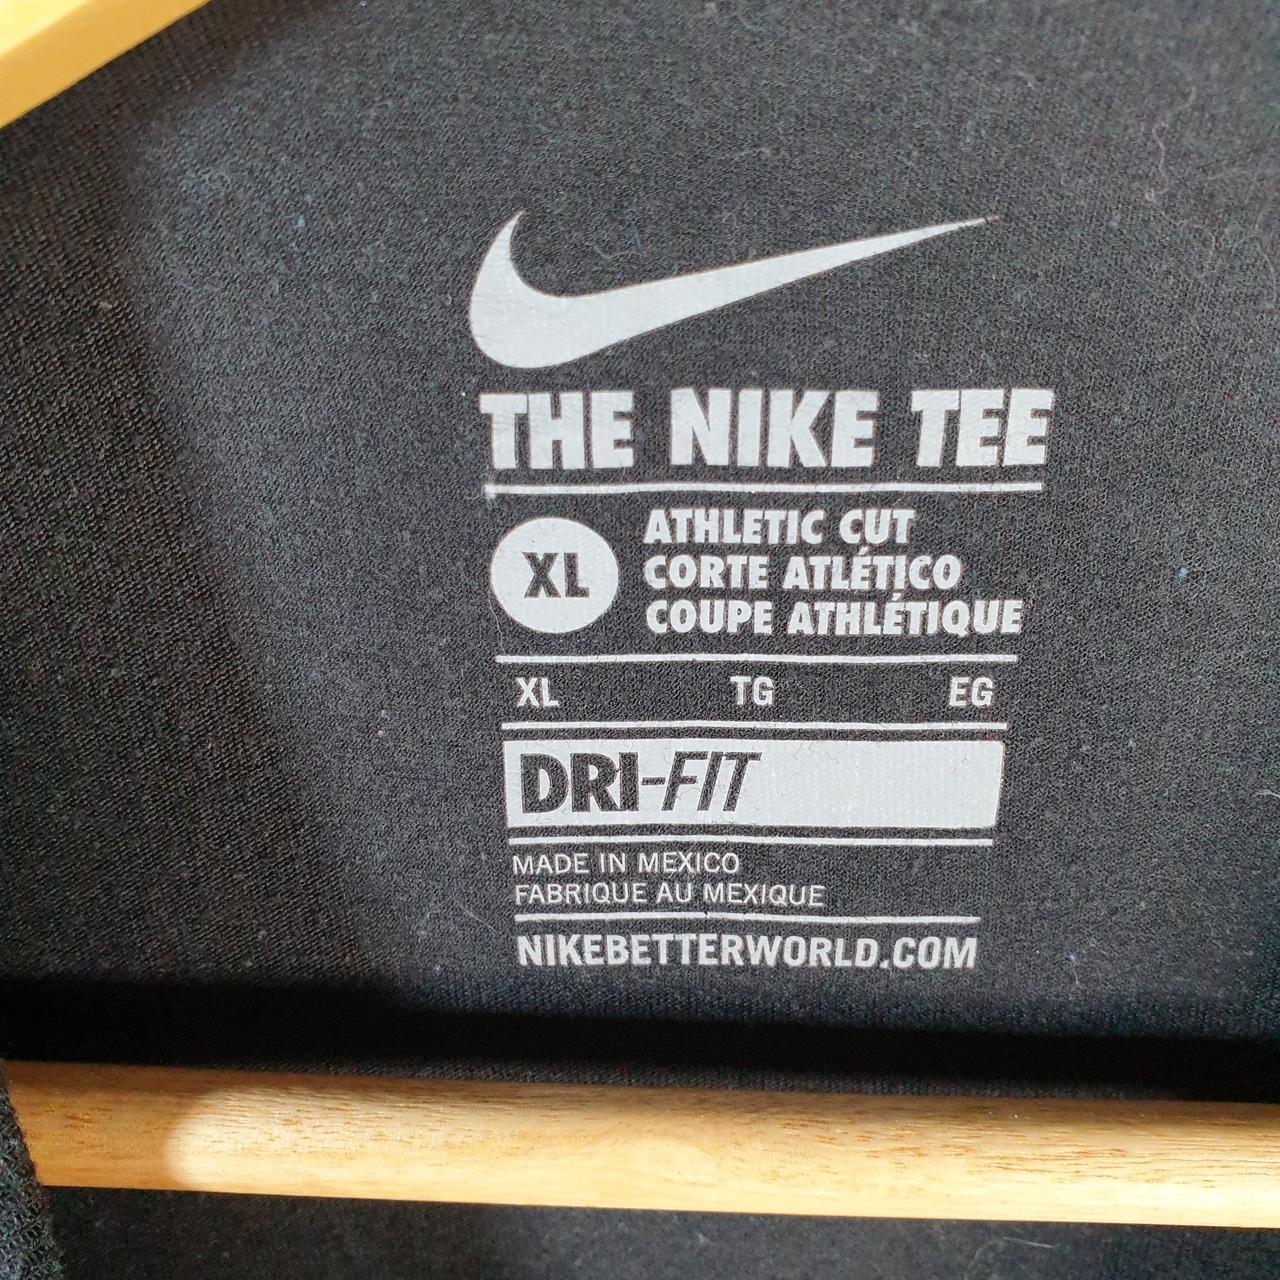 THE NIKE TEE
XL
ATHLETIC CUT
CORTE ATLÉTICO
COUPE ATHLÉTIQUE
XL TG EG
DRI-FIT
MADE IN MEXICO
FABRIQUE AU MEXIQUE
NIKEBETTERWORLD.COM